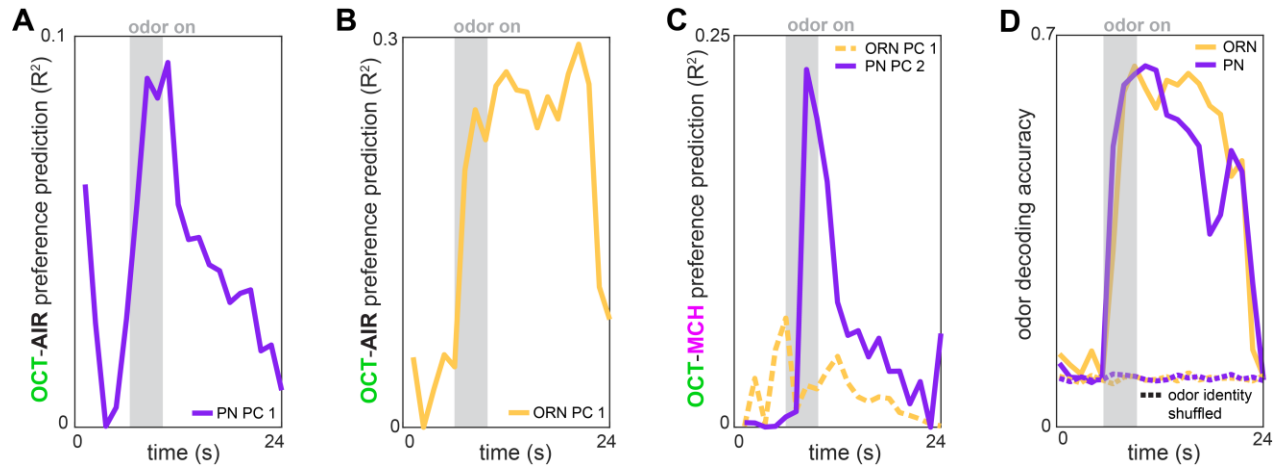 A
odor on
0.1
OCT-AIR preference prediction (R²)
PN PC 1
0
0
24
time (s)
B
odor on
0.3
OCT-AIR preference prediction (R²)
ORN PC 1
0
0
24
time (s)
C
odor on
0.25
OCT-MCH preference prediction (R²)
ORN PC 1
PN PC 2
0
0
24
time (s)
D
odor on
0.7
odor decoding accuracy
ORN
PN
odor identity
shuffled
0
0
24
time (s)